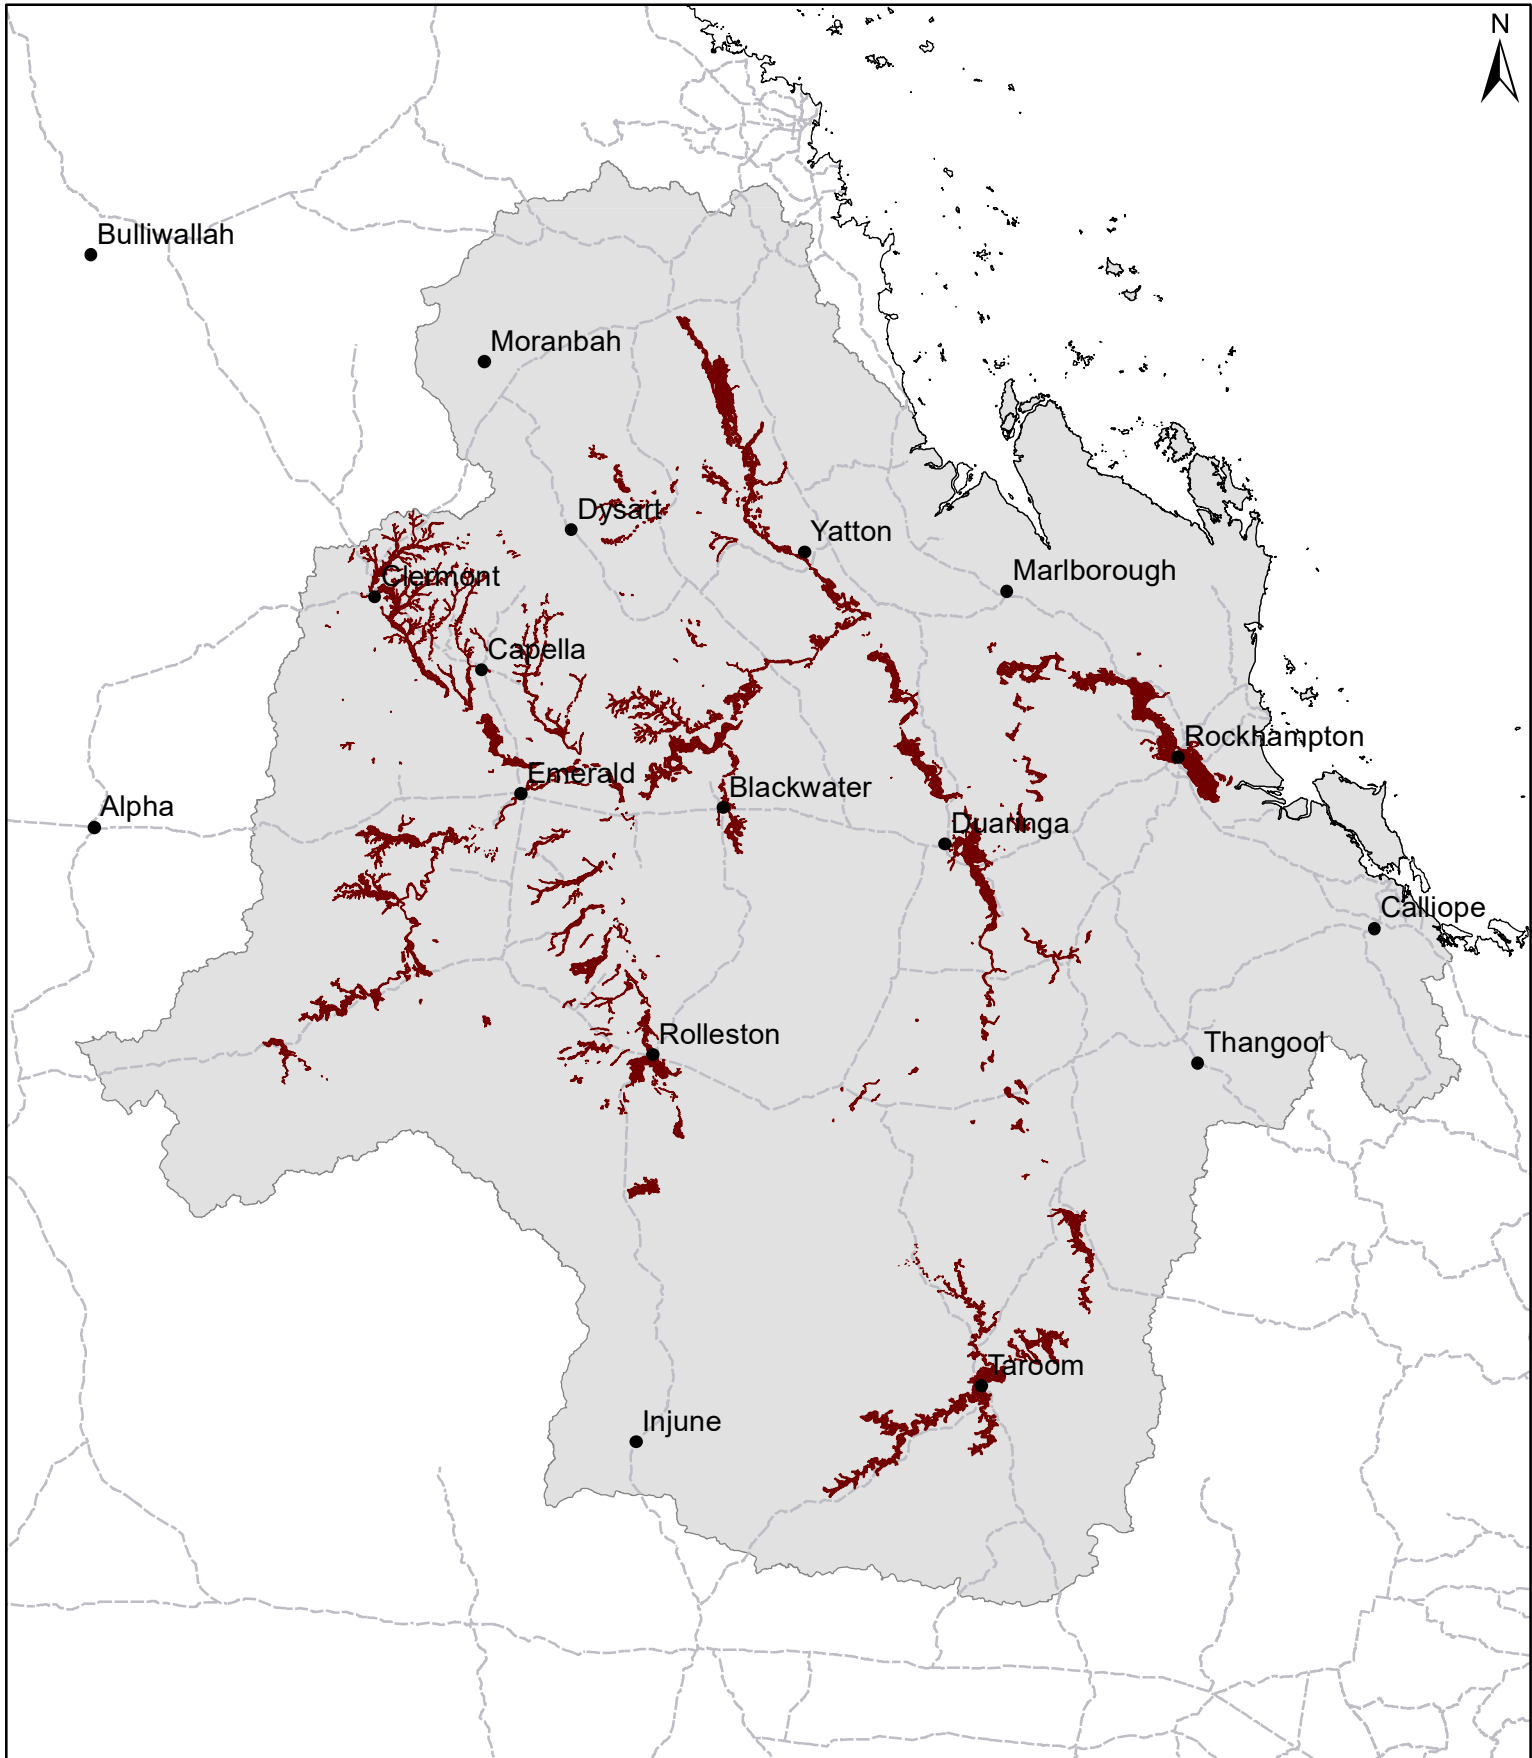 N
Bulliwallah
Moranbah
Dysart
Yatton
Clermont
Marlborough
Capella
Rockhampton
Emerald
Blackwater
Alpha
Duaringa
Calliope
Rolleston
Thangool
Taroom
Injune